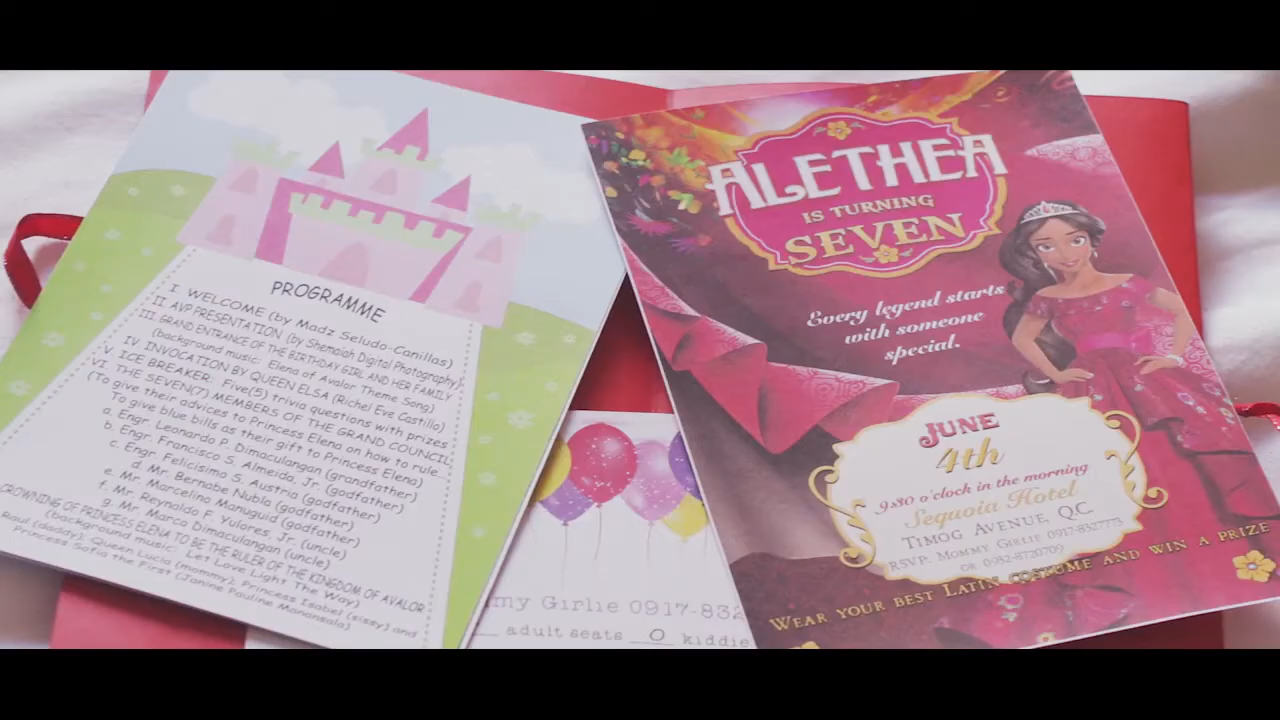 PROGRAMME
I. WELCOME (by Madz Seludo-Canillas)
II. AVP PRESENTATION (by Shemaiah Digital Photography)
III. GRAND ENTRANCE OF THE BIRTHDAY GIRL AND HER FAMILY
(background music: Elena of Avalor Theme Song)
IV INVOCATION BY QUEEN ELSA (Richel Eve Castillo)
V. ICE BREAKER: Five(5) trivia questions with prizes
VI. THE SEVEN(7) MEMBERS OF THE GRAND COUNCIL
(To give their advices to Princess Elena on how to rule..
To give blue bills as their gift to Princess Elena)
a. Engr. Leonardo P. Dimaculangan (grandfather)
b. Engr. Francisco S. Almeida, Jr. (godfather)
c. Engr. Felicisimo S. Austria (godfather)
d. Mr. Bernabe Nubla (godfather)
e. Mr. Marcelino Manuguid (godfather)
f. Mr. Reynaldo F. Yulores, Jr. (uncle)
g. Mr. Marco Dimaculangan (uncle)
CROWNING OF PRINCESS ELENA TO BE THE RULER OF THE KINGDOM OF AVALOR
(background music: Let Love Light The Way)
Raul (daddy); Queen Lucia (mommy); Princess Isabel (sissy) and
Princess Sofia the First (Janine Pauline Manansala)
my Girlie 0917-832
adult seats 0 kiddie
ALETHEA
IS TURNING
SEVEN
Every legend starts
with someone
special.
JUNE
4th
9:30 o'clock in the morning
Sequoia Hotel
TIMOG AVENUE, Q.C.
RSVP: MOMMY GIRLIE 0917-8327773
OR 0982-8720709
WEAR YOUR BEST LATIN COSTUME AND WIN A PRIZE